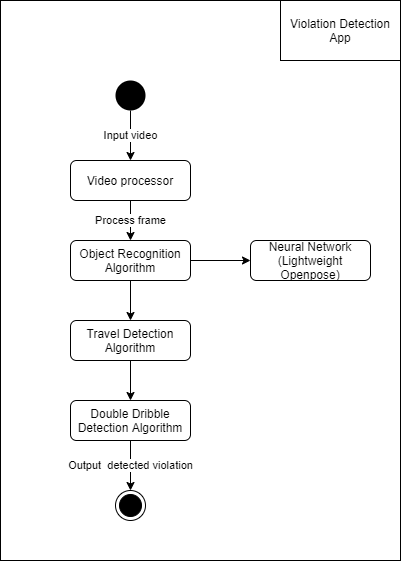 Violation Detection
App
Input video
Video processor
Process frame
Object Recognition
Algorithm
Neural Network
(Lightweight
Openpose)
Travel Detection
Algorithm
Double Dribble
Detection Algorithm
Output detected violation